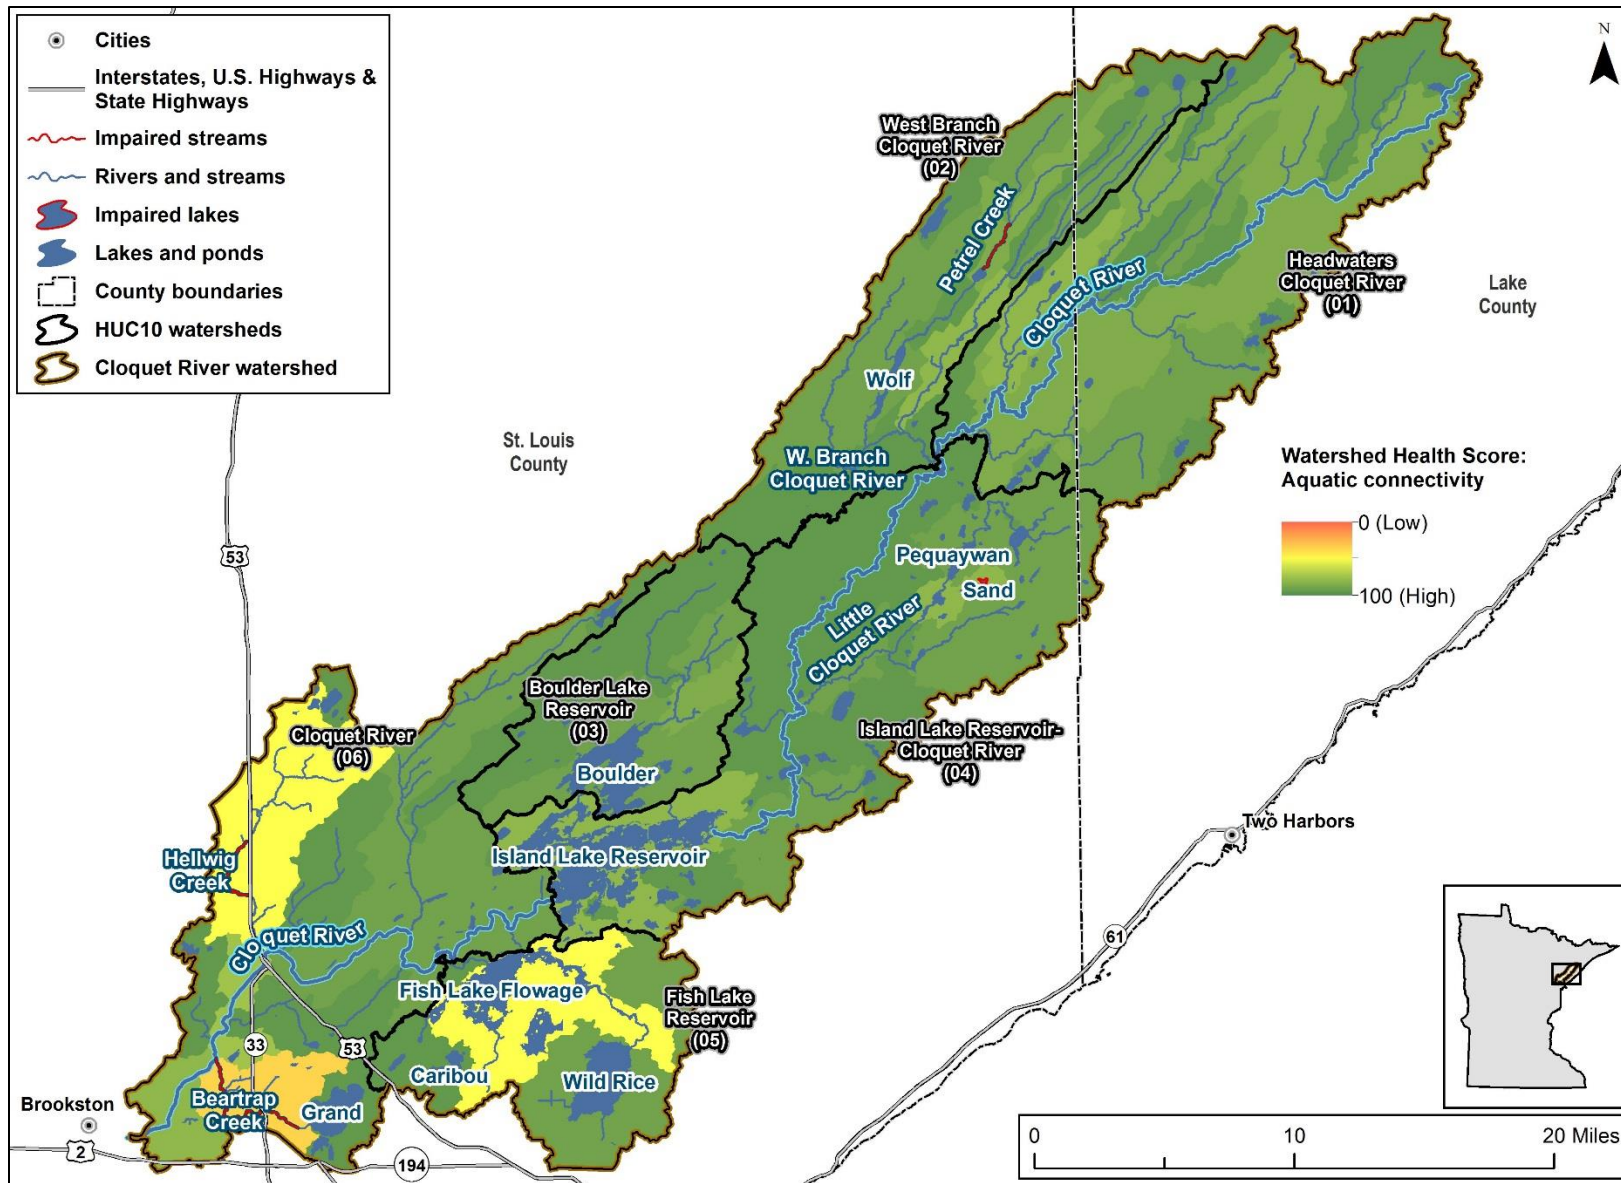 Cities
Interstates, U.S. Highways &
State Highways
Impaired streams
Rivers and streams
Impaired lakes
Lakes and ponds
County boundaries
HUC10 watersheds
Cloquet River watershed
N
West Branch
Cloquet River
(02)
Petrel Creek
Cloquet River
Headwaters
Cloquet River
(01)
Lake
County
Wolf
St. Louis
County
W. Branch
Cloquet River
Watershed Health Score:
Aquatic connectivity
0 (Low)
100 (High)
53
Pequaywan
Sand
Little
Cloquet River
Boulder Lake
Reservoir
(03)
Island Lake Reservoir-
Cloquet River
(04)
Cloquet River
(06)
Boulder
Two Harbors
Island Lake Reservoir
Hellwig
Creek
Cloquet River
61
Fish Lake Flowage
Fish Lake
Reservoir
(05)
33
53
Caribou
Wild Rice
Beartrap
Creek
Grand
Brookston
2
194
0
10
20 Miles